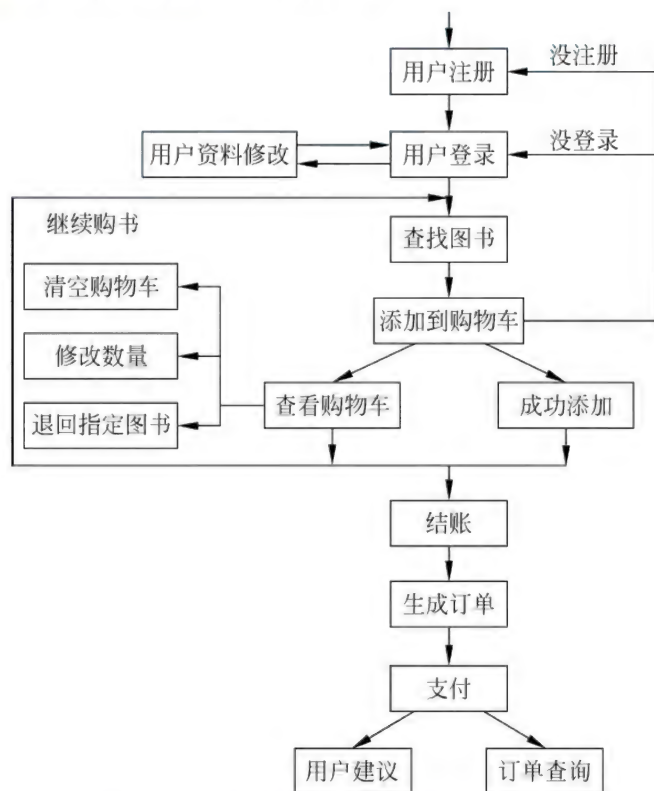 用户注册
没注册
用户资料修改
用户登录
没登录
继续购书
查找图书
清空购物车
添加到购物车
修改数量
查看购物车
成功添加
退回指定图书
结账
生成订单
支付
用户建议
订单查询